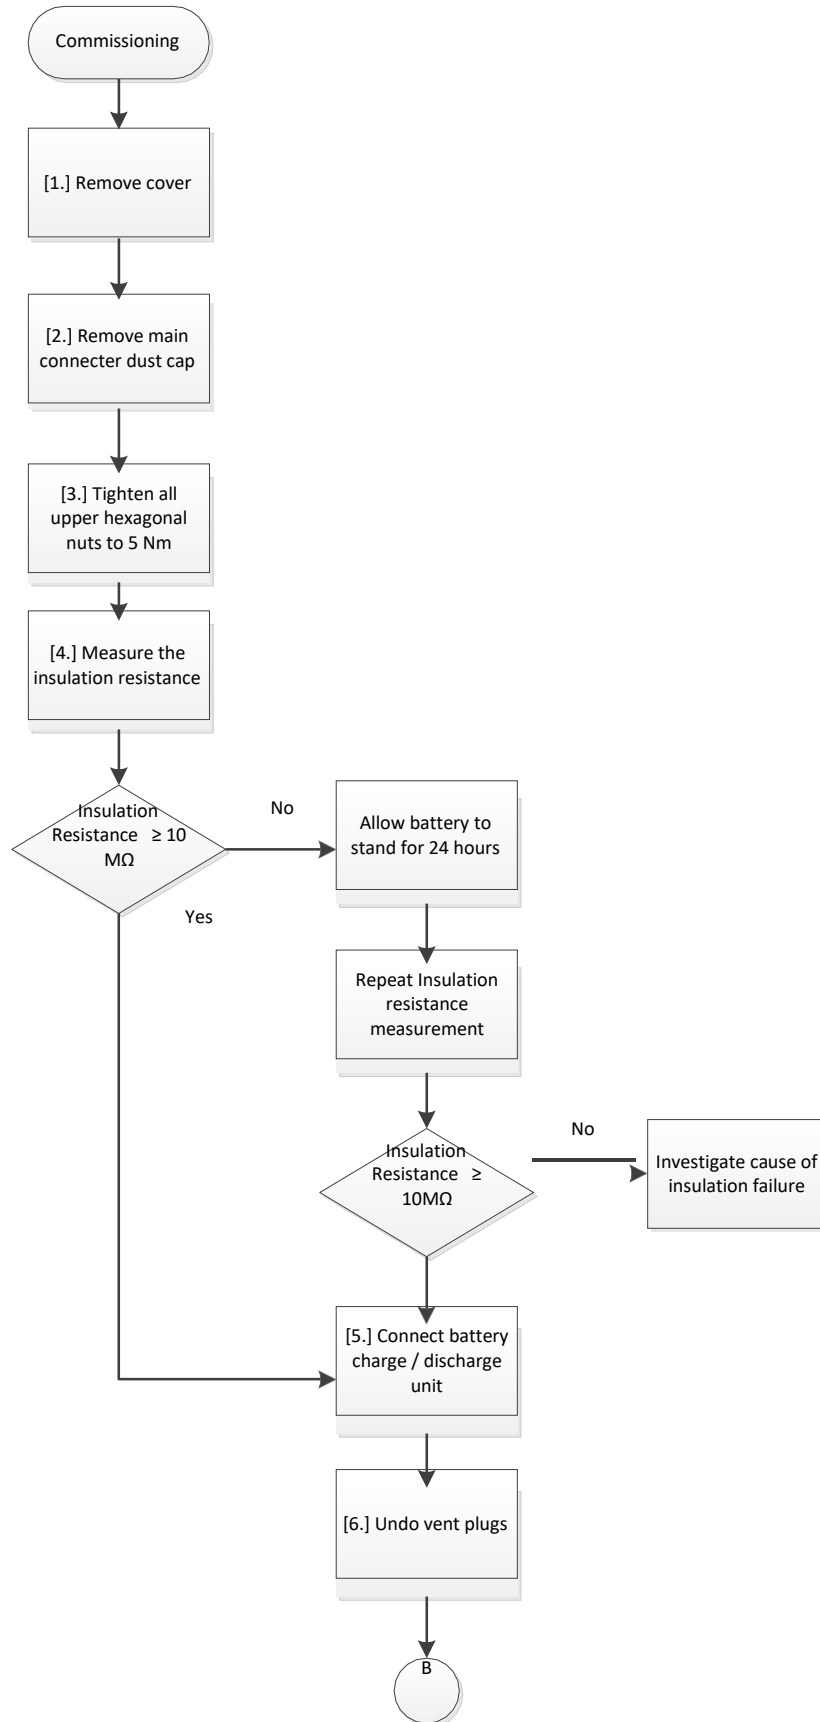 Commissioning
[1.] Remove cover
[2.] Remove main
connecter dust cap
[3.] Tighten all
upper hexagonal
nuts to 5 Nm
[4.] Measure the
insulation resistance
Insulation
Resistance ≥ 10
MΩ
No
Yes
Allow battery to
stand for 24 hours
Repeat Insulation
resistance
measurement
Insulation
Resistance ≥
10MΩ
No
Investigate cause of
insulation failure
[5.] Connect battery
charge / discharge
unit
[6.] Undo vent plugs
B